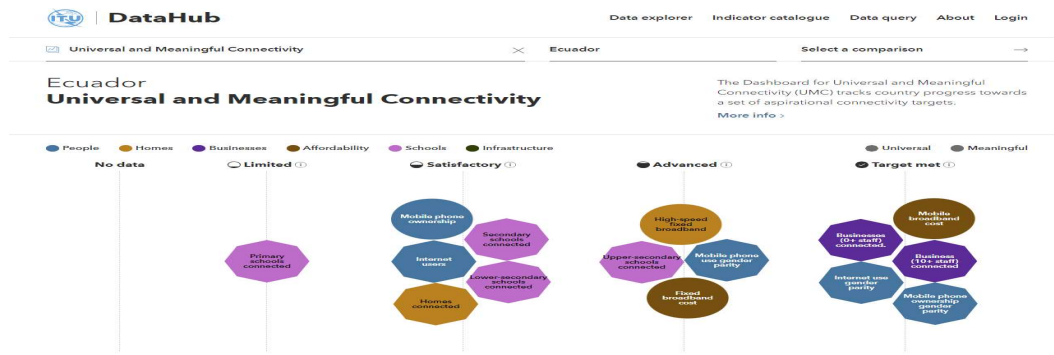 ITU DataHub
Data explorer Indicator catalogue Data query About Login
Universal and Meaningful Connectivity
Ecuador
Select a comparison
Ecuador
Universal and Meaningful Connectivity
The Dashboard for Universal and Meaningful
Connectivity (UMC) tracks country progress towards
a set of aspirational connectivity targets.
More info >
People Homes Businesses Affordability Schools Infrastructure
Universal Meaningful
No data
Limited
Satisfactory
Advanced
Target met
Primary
schools
connected
Mobile phone
ownership
Secondary
schools
connected
Internet
users
Lower-secondary
schools
connected
Homes
connected
High-speed
fixed
broadband
Upper-secondary
schools
connected
Mobile phone
use gender
parity
Fixed
broadband
cost
Mobile
broadband
cost
Businesses
(0+ staff)
connected.
Business
(10+ staff)
connected
Internet use
gender
parity
Mobile phone
ownership
gender
parity